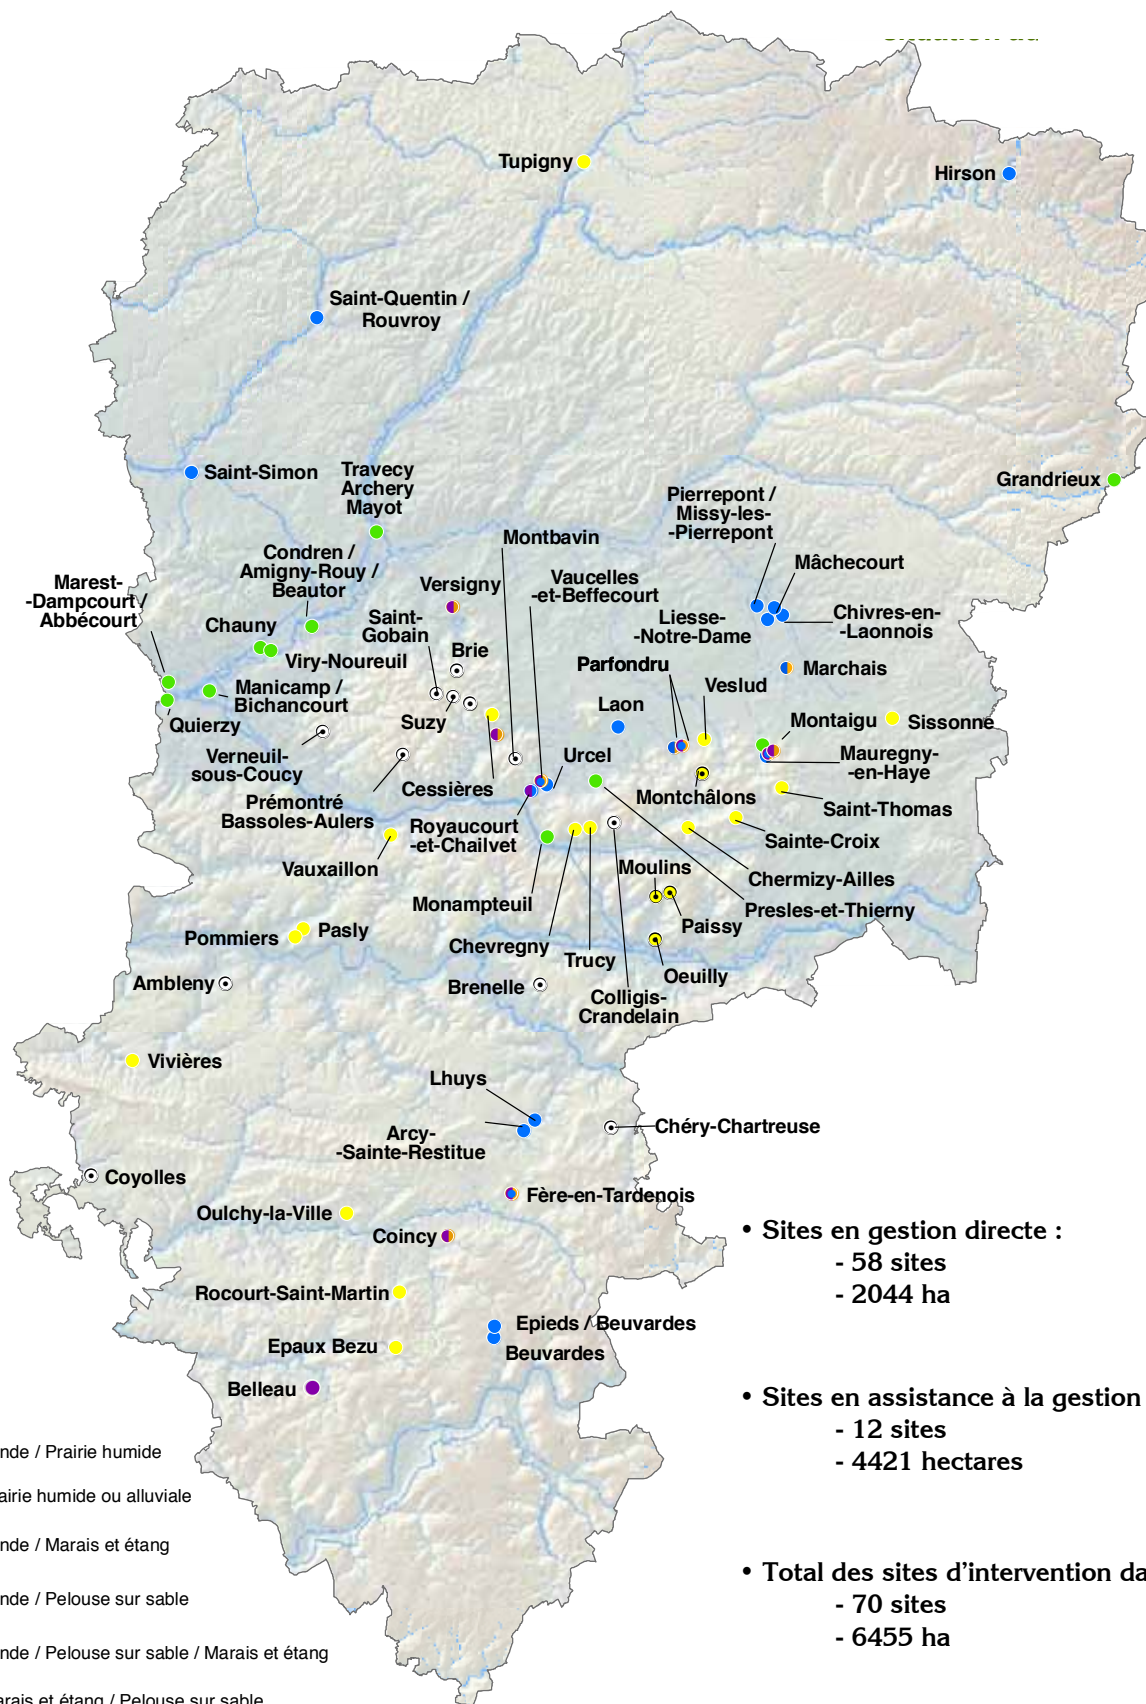 Tupigny
Hirson
Saint-Quentin /
Rouvroy
Saint-Simon
Travecy
Archery
Mayot
Grandrieux
Pierrepont /
Missy-les-
-Pierrepont
Montbavin
Condren /
Amigny-Rouy /
Beautor
Mâchecourt
Marest-
-Dampcourt /
Abbécourt
Versigny
Vaucelles
-et-Beffecourt
Liesse-
-Notre-Dame
Chivres-en-
-Laonnois
Chauny
Saint-
Gobain
Viry-Noureuil
Brie
Parfondru
Marchais
Manicamp /
Bichancourt
Veslud
Quierzy
Suzy
Laon
Montaigu
Sissonne
Verneuil-
sous-Coucy
Urcel
Mauregny-
-en-Haye
Prémontré
Bassoles-Aulers
Cessières
Montchâlons
Saint-Thomas
Royaucourt
-et-Chailvet
Sainte-Croix
Vauxaillon
Moulins
Chermizy-Ailles
Monampteuil
Presles-et-Thierny
Paissy
Pommiers
Pasly
Chevregny
Trucy
Oeuilly
Ambleny
Brenelle
Colligis-
Crandelain
Vivières
Lhuys
Arcy-
-Sainte-Restitue
Chéry-Chartreuse
Coyolles
Fère-en-Tardenois
Oulchy-la-Ville
Coincy
• Sites en gestion directe :
- 58 sites
- 2044 ha
Rocourt-Saint-Martin
Epieds / Beuvardes
Epaux Bezu
Beuvardes
Belleau
• Sites en assistance à la gestion
- 12 sites
- 4421 hectares
nde / Prairie humide
airie humide ou alluviale
nde / Marais et étang
nde / Pelouse sur sable
nde / Pelouse sur sable / Marais et étang
arais et étang / Pelouse sur sable
• Total des sites d'intervention da
- 70 sites
- 6455 ha